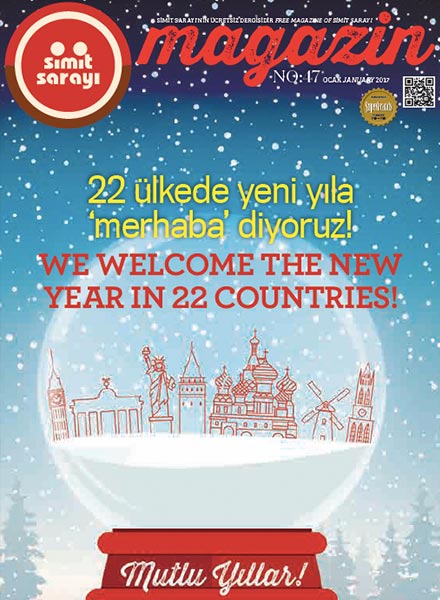 simit
sarayı
SİMİT SARAYI'NIN ÜCRETSİZ DERGİSİDİR FREE MAGAZINE OF SİMİT SARAYI
magazin
NO: 47 OCAK JANUARY 2017
Superbrands
22 ülkede yeni yıla
'merhaba' diyoruz!
WE WELCOME THE NEW
YEAR IN 22 COUNTRIES!
Mutlu Yıllar!